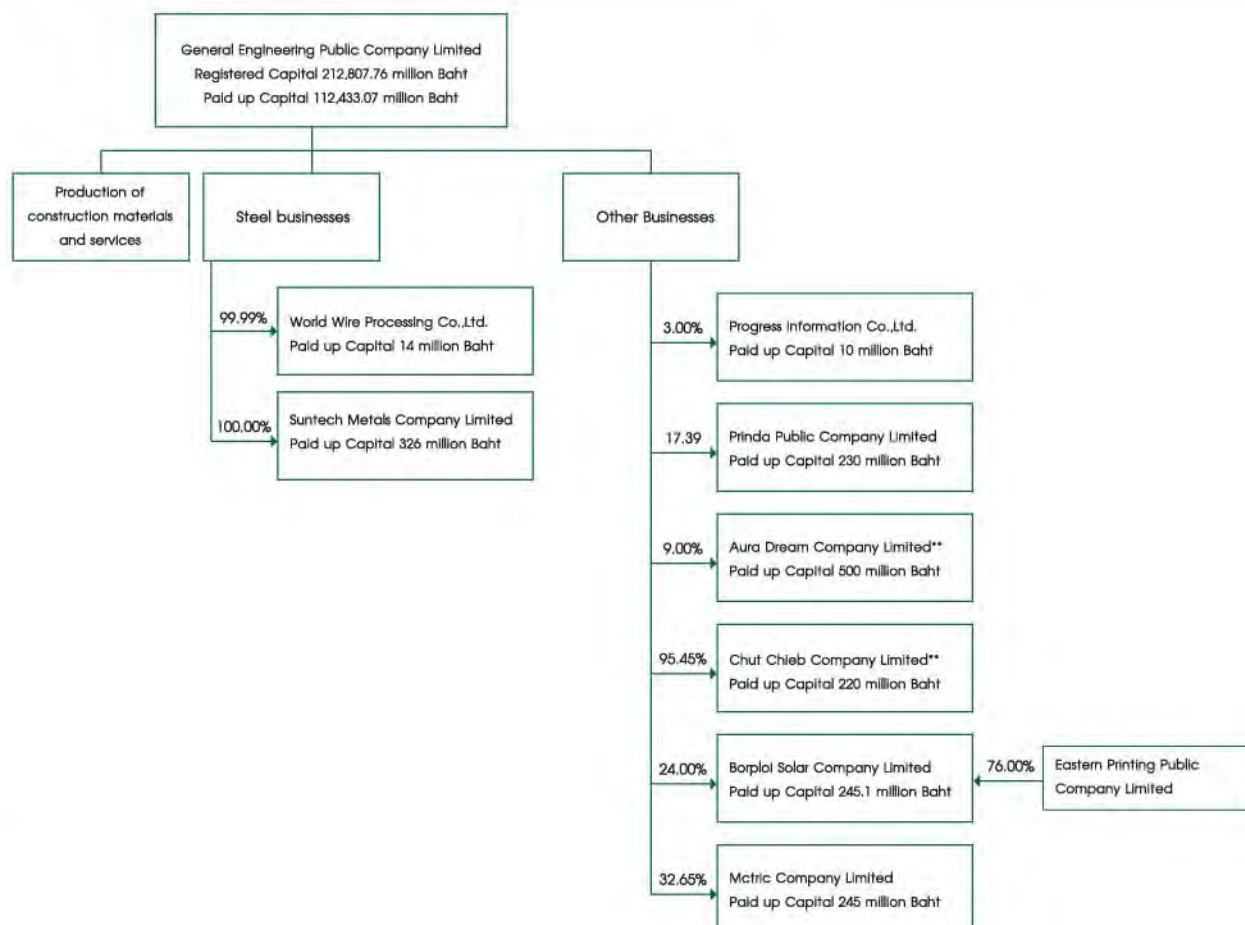 General Engineering Public Company Limited
Registered Capital 212,807.76 million Baht
Paid up Capital 112,433.07 million Baht
Production of
construction materials
and services
Steel businesses
Other Businesses
99.99%
World Wire Processing Co.,Ltd.
Paid up Capital 14 million Baht
100.00%
Suntech Metals Company Limited
Paid up Capital 326 million Baht
3.00%
Progress Information Co.,Ltd.
Paid up Capital 10 million Baht
17.39
Prinda Public Company Limited
Paid up Capital 230 million Baht
9.00%
Aura Dream Company Limited**
Paid up Capital 500 million Baht
95.45%
Chut Chieb Company Limited**
Paid up Capital 220 million Baht
24.00%
Borploi Solar Company Limited
Paid up Capital 245.1 million Baht
76.00%
Eastern Printing Public
Company Limited
32.65%
Mctric Company Limited
Paid up Capital 245 million Baht